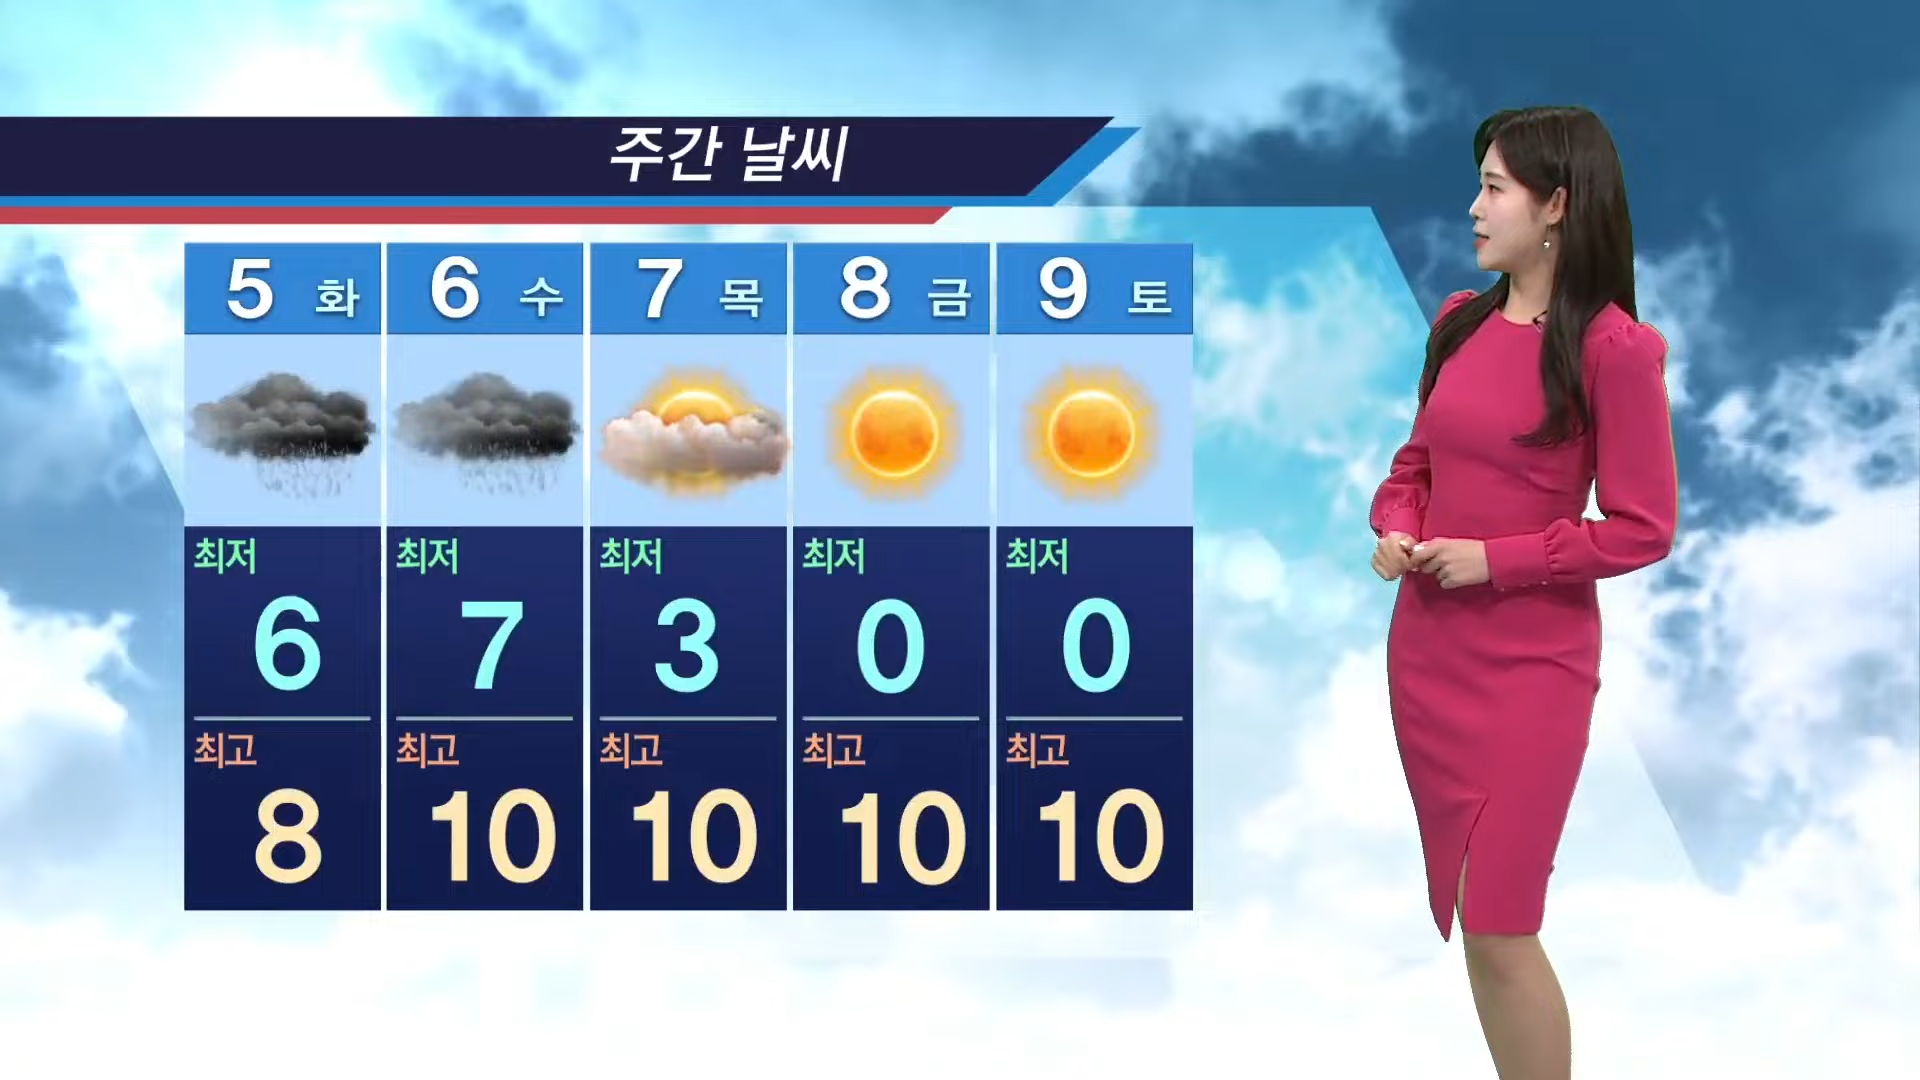 주간 날씨
5 화 6 수 7 목 8 금 9 토
최저 최저 최저 최저 최저
6 7 3 0 0
최고 최고 최고 최고 최고
8 10 10 10 10